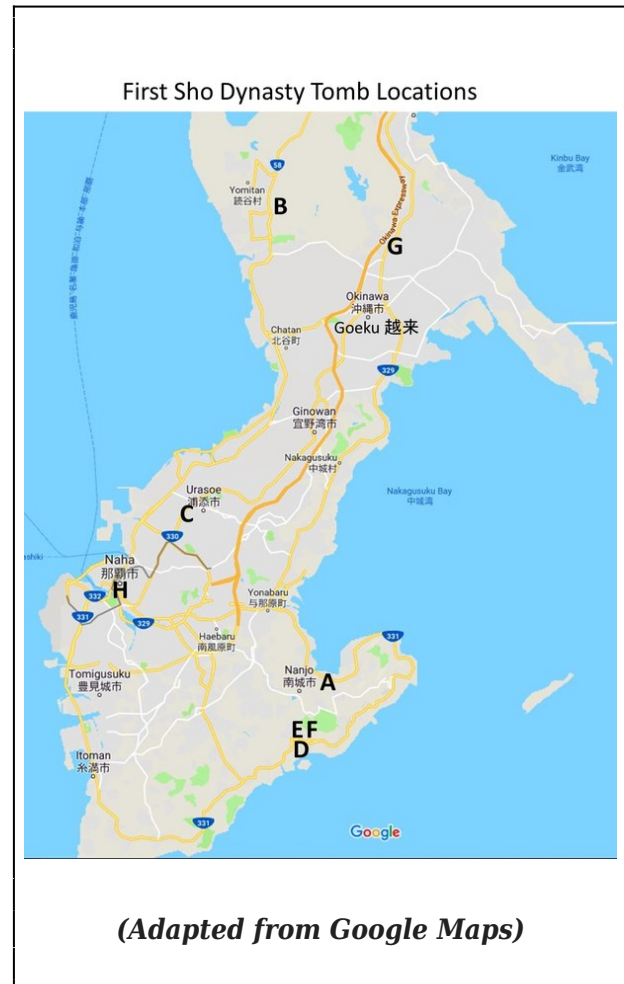 First Sho Dynasty Tomb Locations
Kinbu Bay
金武湾
58
Yomitan
読谷村
B
Okinawa Expressway
G
Okinawa
沖縄市
Goeku 越来
Chatan
北谷町
329
Ginowan
宜野湾市
Nakagusuku
中城村
Nakagusuku Bay
中城湾
Urasoe
浦添市
C
330
Naha
那覇市
H
332
331
329
Yonabaru
与那原町
Haebaru
南風原町
331
Nanjo
南城市
A
Tomigusuku
豊見城市
E F
D
Itoman
糸満市
331
Google
(Adapted from Google Maps)